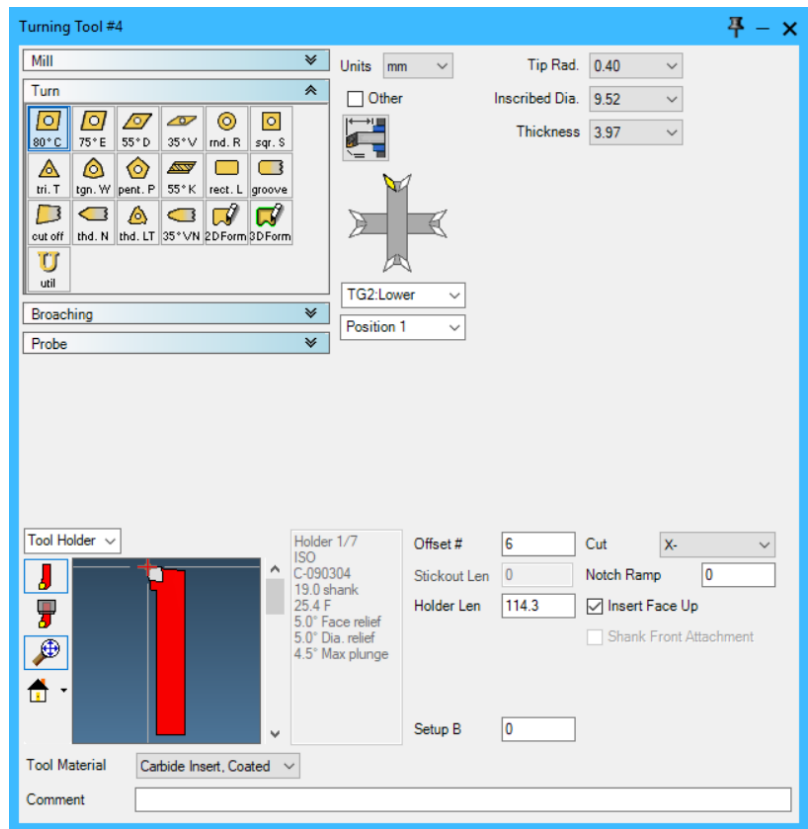 Turning Tool #4
Mill
Turn
80° C 75° E 55° D 35° V rnd. R sqr. S
tri. T tgn. W pent. P 55° K rect. L groove
cut off thd. N thd. LT 35° VN 2DForm 3DForm
util
Broaching
Probe
Units mm
Other
Tip Rad. 0.40
Inscribed Dia. 9.52
Thickness 3.97
TG2:Lower
Position 1
Tool Holder
Holder 1/7
ISO
C-090304
19.0 shank
25.4 F
5.0° Face relief
5.0° Dia. relief
4.5° Max plunge
Offset # 6
Stickout Len 0
Holder Len 114.3
Setup B 0
Cut X-
Notch Ramp 0
Insert Face Up
Shank Front Attachment
Tool Material Carbide Insert, Coated
Comment